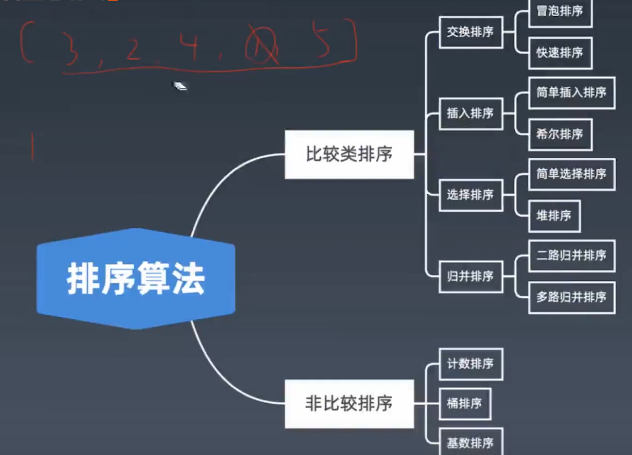 [3, 2, 4, 1, 5]
1
排序算法
比较类排序
交换排序
冒泡排序
快速排序
插入排序
简单插入排序
希尔排序
选择排序
简单选择排序
堆排序
归并排序
二路归并排序
多路归并排序
非比较排序
计数排序
桶排序
基数排序